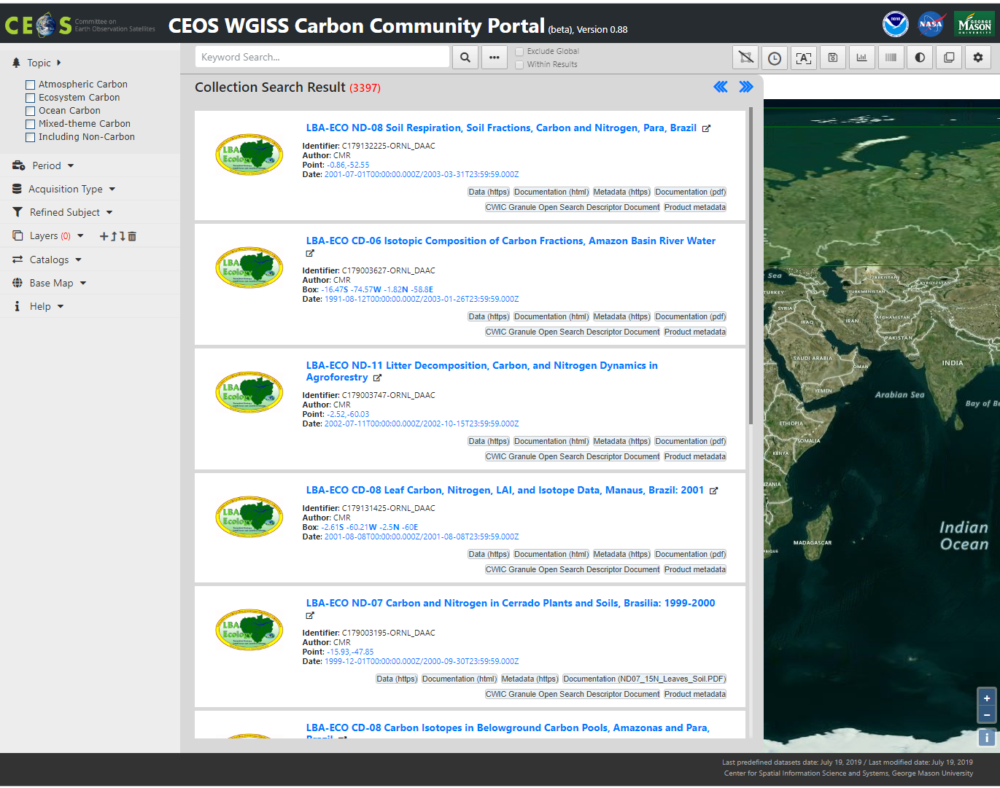 CEOS Committee on
Earth Observation Satellites
CEOS WGISS Carbon Community Portal (beta), Version 0.88
NOAA
NASA
GEORGE
MASON
UNIVERSITY
Topic
Atmospheric Carbon
Ecosystem Carbon
Ocean Carbon
Mixed-theme Carbon
Including Non-Carbon
Period
Acquisition Type
Refined Subject
Layers (0)
Catalogs
Base Map
Help
Keyword Search...
Exclude Global
Within Results
[A]
Collection Search Result (3397)
LBA
Ecology
LBA-ECO ND-08 Soil Respiration, Soil Fractions, Carbon and Nitrogen, Para, Brazil
Identifier: C179132225-ORNL_DAAC
Author: CMR
Point: -0.86,-52.55
Date: 2001-07-01T00:00:00.000Z/2003-03-31T23:59:59.000Z
Data (https) Documentation (html) Metadata (https) Documentation (pdf)
CWIC Granule Open Search Descriptor Document Product metadata
LBA
Ecology
LBA-ECO CD-06 Isotopic Composition of Carbon Fractions, Amazon Basin River Water
Identifier: C179003627-ORNL_DAAC
Author: CMR
Box: -16.47S -74.57W -1.82N -58.8E
Date: 1991-08-12T00:00:00.000Z/2003-01-26T23:59:59.000Z
Data (https) Documentation (html) Metadata (https) Documentation (pdf)
CWIC Granule Open Search Descriptor Document Product metadata
LBA
Ecology
LBA-ECO ND-11 Litter Decomposition, Carbon, and Nitrogen Dynamics in
Agroforestry
Identifier: C179003747-ORNL_DAAC
Author: CMR
Point: -2.52,-60.03
Date: 2002-07-11T00:00:00.000Z/2002-10-15T23:59:59.000Z
Data (https) Documentation (html) Metadata (https) Documentation (pdf)
CWIC Granule Open Search Descriptor Document Product metadata
LBA
Ecology
LBA-ECO CD-08 Leaf Carbon, Nitrogen, LAI, and Isotope Data, Manaus, Brazil: 2001
Identifier: C179131425-ORNL_DAAC
Author: CMR
Box: -2.61S -60.21W -2.5N -60E
Date: 2001-08-08T00:00:00.000Z/2001-08-08T23:59:59.000Z
Data (https) Documentation (html) Metadata (https) Documentation (pdf)
CWIC Granule Open Search Descriptor Document Product metadata
LBA
Ecology
LBA-ECO ND-07 Carbon and Nitrogen in Cerrado Plants and Soils, Brasilia: 1999-2000
Identifier: C179003195-ORNL_DAAC
Author: CMR
Point: -15.93,-47.85
Date: 1999-12-01T00:00:00.000Z/2000-09-30T23:59:59.000Z
Data (https) Documentation (html) Metadata (https) Documentation (ND07_15N_Leaves_Soil.PDF)
CWIC Granule Open Search Descriptor Document Product metadata
LBA-ECO CD-08 Carbon Isotopes in Belowground Carbon Pools, Amazonas and Para,
Brazil
Sea
UZBEKISTAN
KYRGYZSTAN
TURKEY
TURKMENISTAN
SYRIA
IRAQ
IRAN
AFGHANISTAN
PAKISTAN
SAUDI ARABIA
OMAN
INDIA
YEMEN
Arabian Sea
Bay of Be
ETHIOPIA
SOMALIA
KENYA
ZANIA
Indian
Ocean
MADAGASCAR
BIQUE
+
−
i
Last predefined datasets date: July 19, 2019 / Last modified date: July 19, 2019
Center for Spatial Information Science and Systems, George Mason University